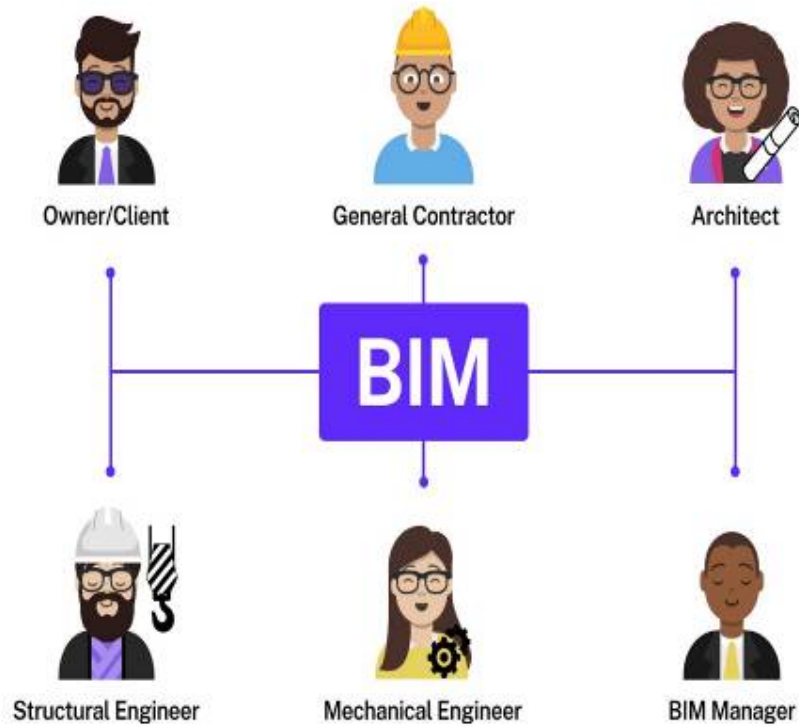 Owner/Client
General Contractor
Architect
BIM
Structural Engineer
Mechanical Engineer
BIM Manager